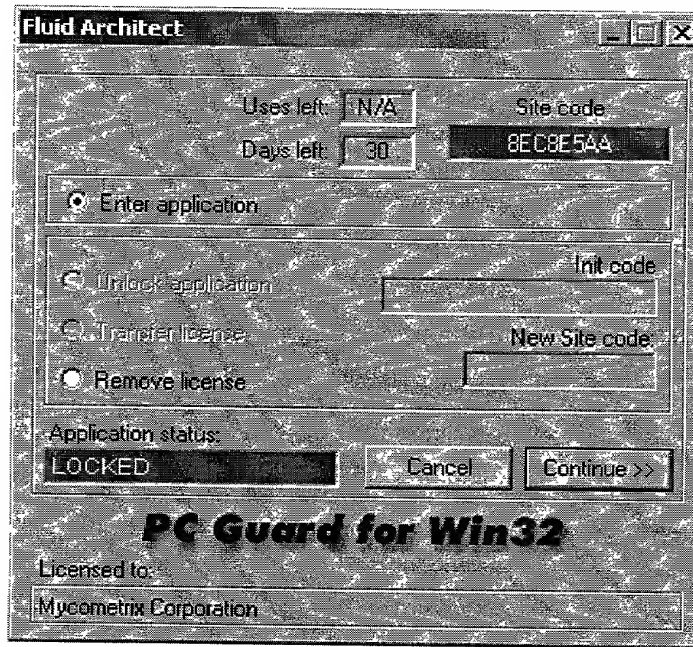 Fluid Architect
Uses left: N/A
Site code
Days left: 30
8EC8E5AA
Enter application
Init code
Unlock application
Transfer licence
New Site code:
Remove license
Application status:
LOCKED
Cancel
Continue >>
PC Guard for Win32
Licensed to:
Mycometrix Corporation